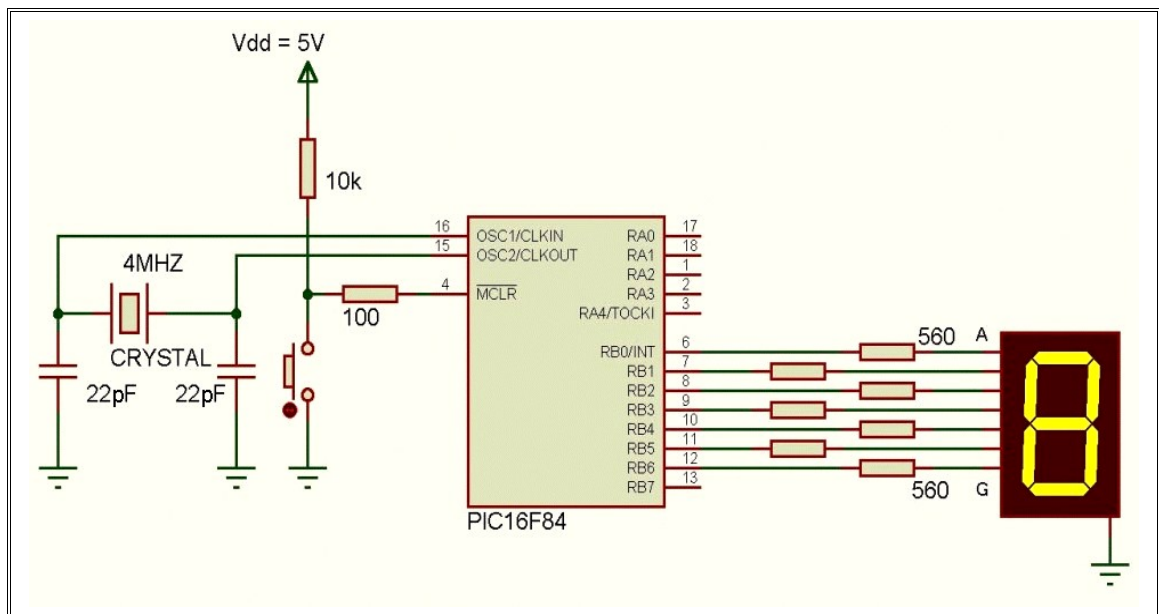 Vdd = 5V
10k
16 OSC1/CLKIN RA0 17
15 OSC2/CLKOUT RA1 18
4MHZ
RA2 1
4 MCLR RA3 2
100
RA4/TOCKI 3
CRYSTAL
RB0/INT 6 560 A
22pF 22pF
RB1 7
RB2 8
RB3 9
RB4 10
RB5 11
RB6 12
RB7 13
560 G
PIC16F84